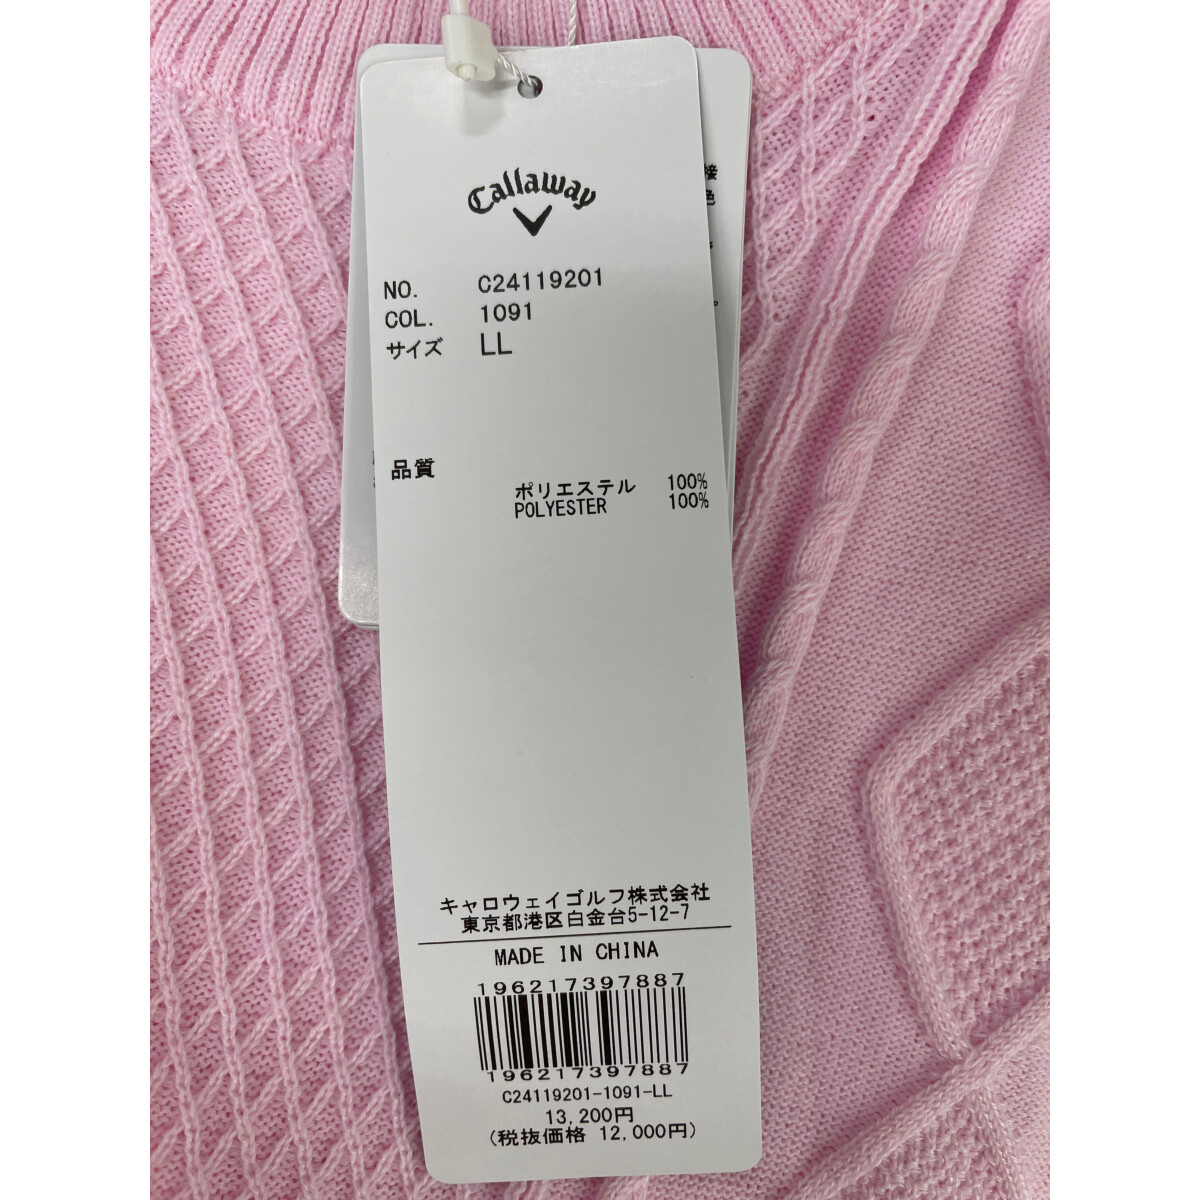 Callaway
NO. C24119201
COL. 1091
サイズ LL
品質
ポリエステル 100%
POLYESTER 100%
キャロウェイゴルフ株式会社
東京都港区白金台5-12-7
MADE IN CHINA
196217397887
196217397887
C24119201-1091-LL
13,200円
(税抜価格 12,000円)
接
色